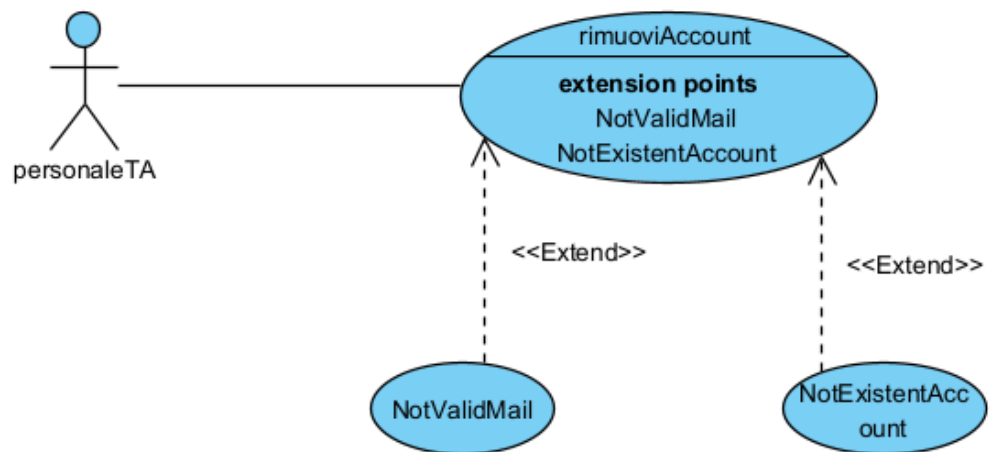 rimuoviAccount
extension points
NotValidMail
NotExistentAccount
personaleTA
<<Extend>>
<<Extend>>
NotValidMail
NotExistentAcc
ount